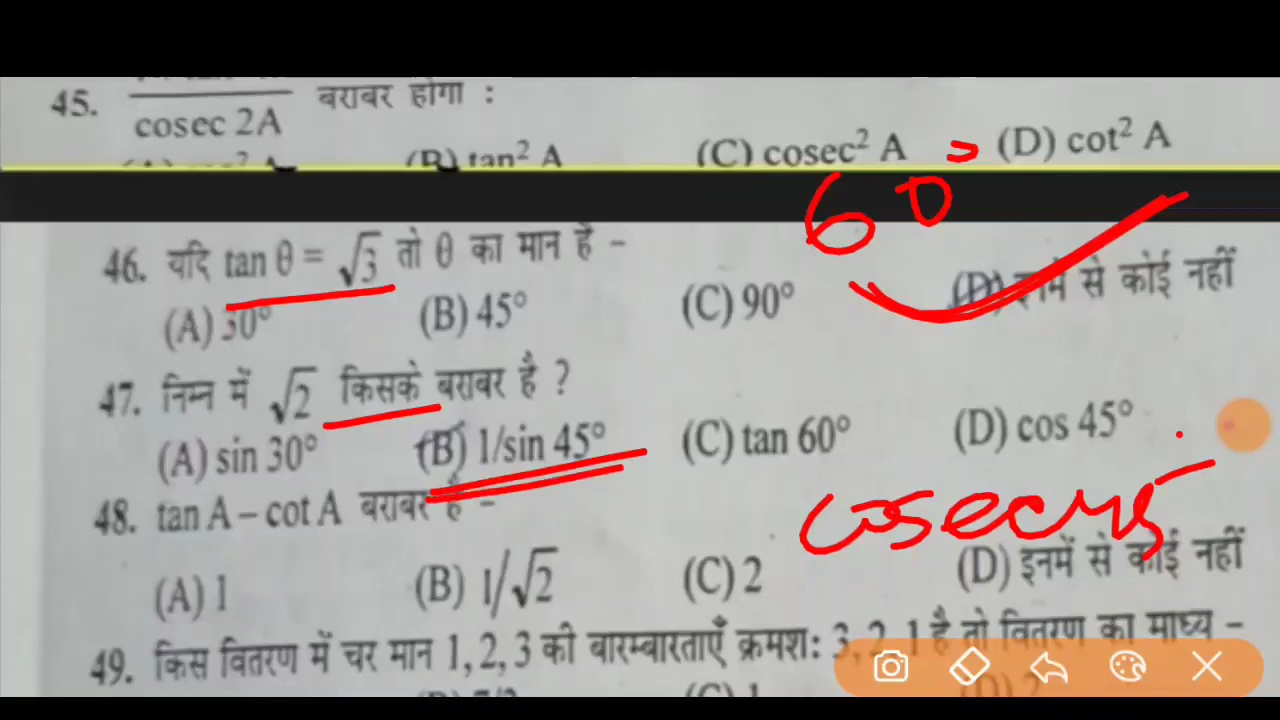 45. cosec 2A बराबर होगा :
(B) tan² A (C) cosec² A (D) cot² A
60°
46. यदि tan θ = √3 तो θ का मान है –
(A) 30° (B) 45° (C) 90° (D) इनमें से कोई नहीं
47. निम्न में √2 किसके बराबर है ?
(A) sin 30° (B) 1/sin 45° (C) tan 60° (D) cos 45°
cosec45
48. tan A – cot A बराबर है –
(A) 1 (B) 1/√2 (C) 2 (D) इनमें से कोई नहीं
49. किस वितरण में चर मान 1, 2, 3 की बारम्बारताएँ क्रमश: 3, 2, 1 है तो वितरण का माध्य –